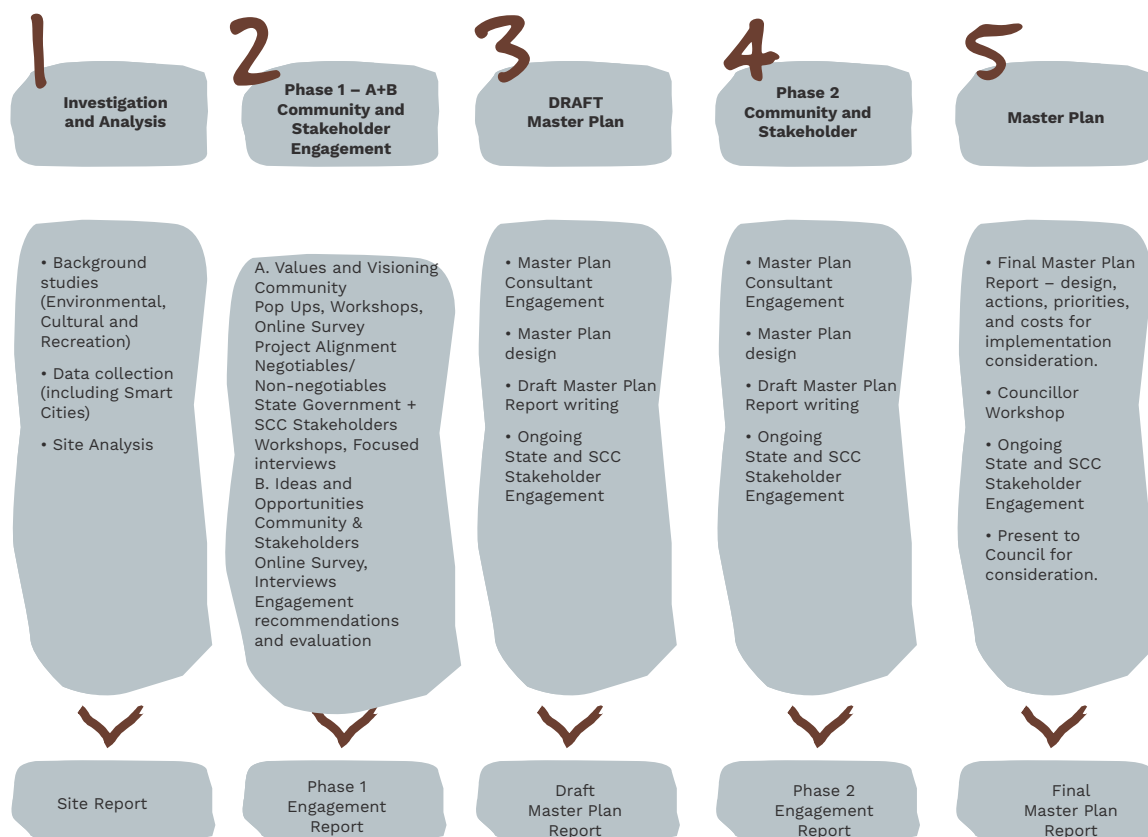 1
Investigation
and Analysis
2
Phase 1 – A+B
Community and
Stakeholder
Engagement
3
DRAFT
Master Plan
4
Phase 2
Community and
Stakeholder
5
Master Plan
• Background
studies
(Environmental,
Cultural and
Recreation)
• Data collection
(including Smart
Cities)
• Site Analysis
A. Values and Visioning
Community
Pop Ups, Workshops,
Online Survey
Project Alignment
Negotiables/
Non-negotiables
State Government +
SCC Stakeholders
Workshops, Focused
interviews
B. Ideas and
Opportunities
Community &
Stakeholders
Online Survey,
Interviews
Engagement
recommendations
and evaluation
• Master Plan
Consultant
Engagement
• Master Plan
design
• Draft Master Plan
Report writing
• Ongoing
State and SCC
Stakeholder
Engagement
• Master Plan
Consultant
Engagement
• Master Plan
design
• Draft Master Plan
Report writing
• Ongoing
State and SCC
Stakeholder
Engagement
• Final Master Plan
Report – design,
actions, priorities,
and costs for
implementation
consideration.
• Councillor
Workshop
• Ongoing
State and SCC
Stakeholder
Engagement
• Present to
Council for
consideration.
Site Report
Phase 1
Engagement
Report
Draft
Master Plan
Report
Phase 2
Engagement
Report
Final
Master Plan
Report